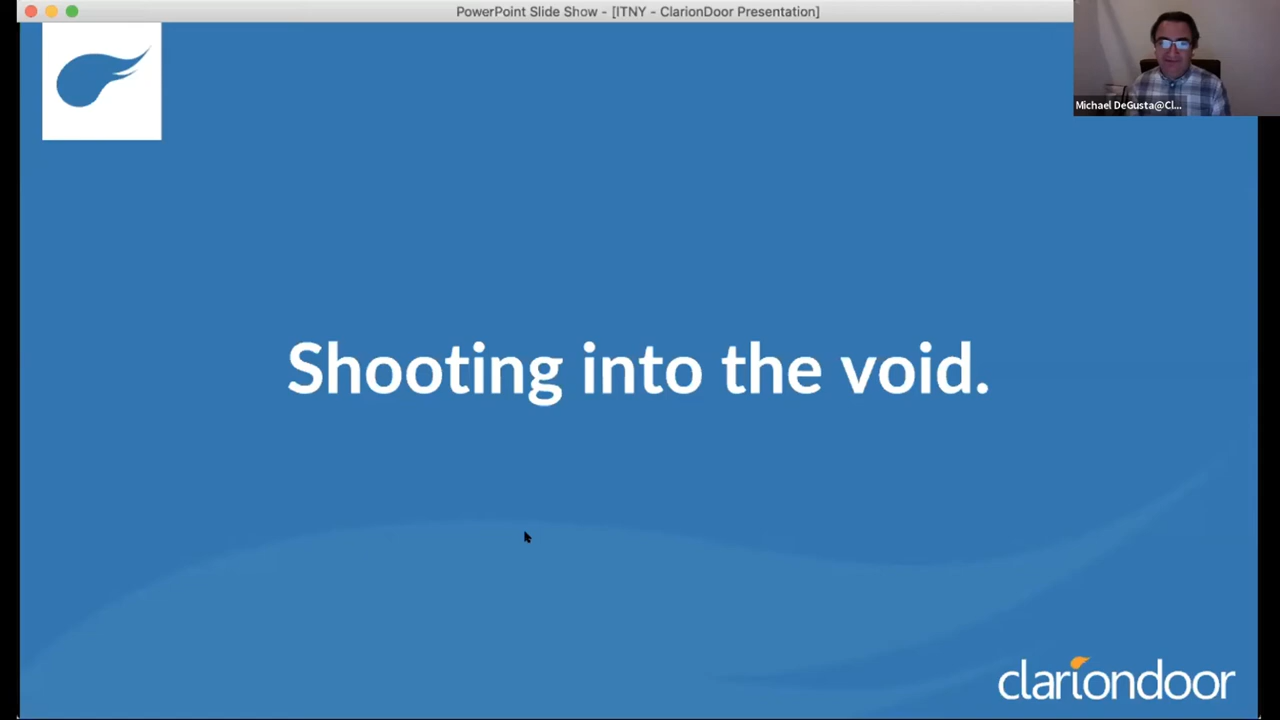 PowerPoint Slide Show - [ITNY - ClarionDoor Presentation]
Michael DeGusta@Cl...
Shooting into the void.
clariondoor